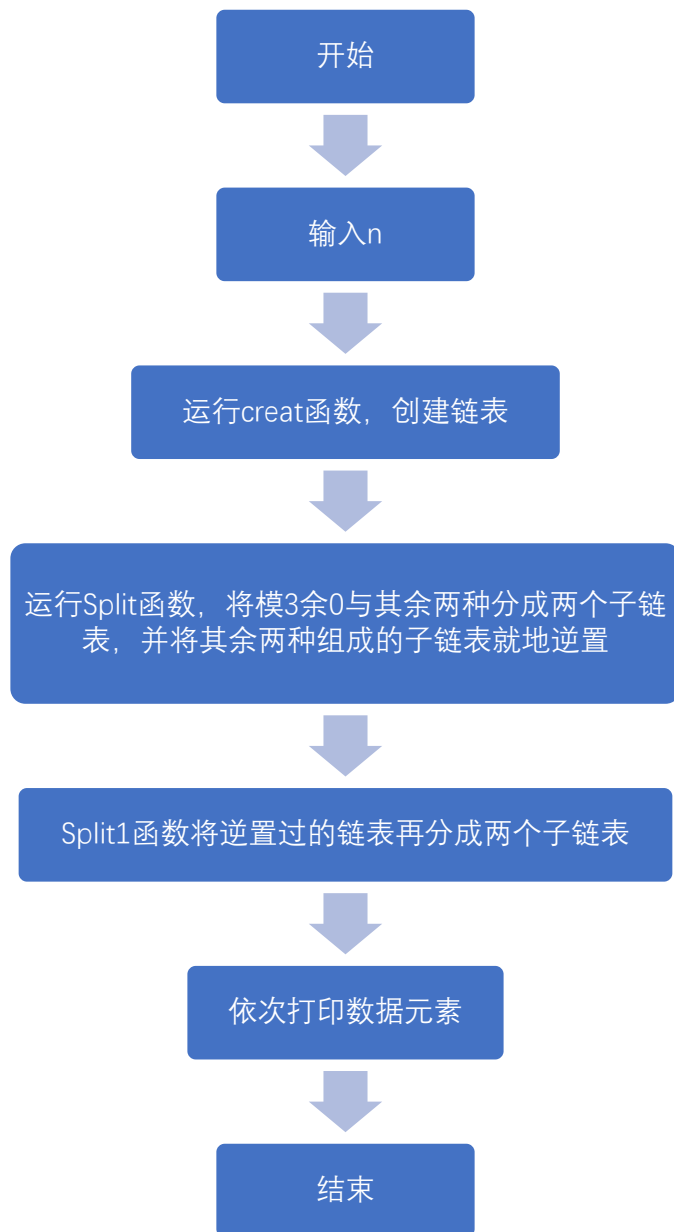 开始
输入n
运行creat函数，创建链表
运行Split函数，将模3余0与其余两种分成两个子链
表，并将其余两种组成的子链表就地逆置
Split1函数将逆置过的链表再分成两个子链表
依次打印数据元素
结束